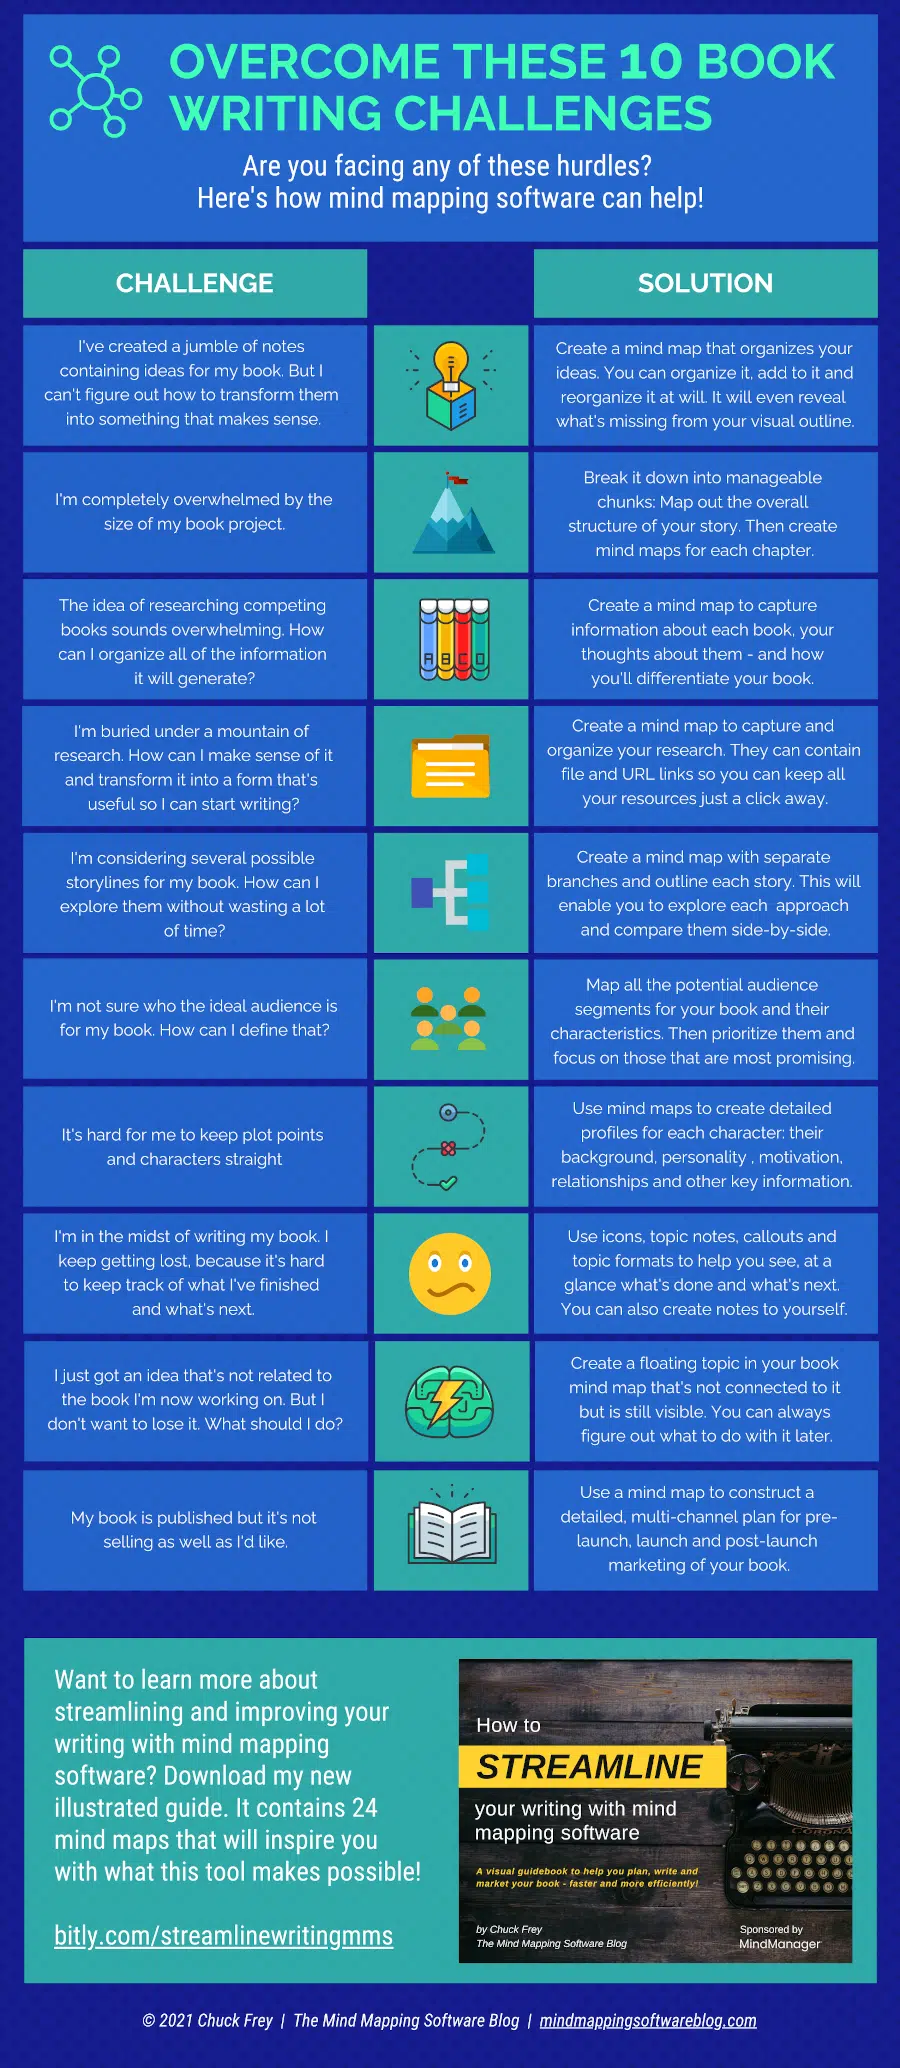 OVERCOME THESE 10 BOOK
WRITING CHALLENGES
Are you facing any of these hurdles?
Here's how mind mapping software can help!
CHALLENGE
SOLUTION
I've created a jumble of notes
containing ideas for my book. But I
can't figure out how to transform them
into something that makes sense.
Create a mind map that organizes your
ideas. You can organize it, add to it and
reorganize it at will. It will even reveal
what's missing from your visual outline.
I'm completely overwhelmed by the
size of my book project.
Break it down into manageable
chunks: Map out the overall
structure of your story. Then create
mind maps for each chapter.
The idea of researching competing
books sounds overwhelming. How
can I organize all of the information
it will generate?
A B C D
Create a mind map to capture
information about each book, your
thoughts about them - and how
you'll differentiate your book.
I'm buried under a mountain of
research. How can I make sense of it
and transform it into a form that's
useful so I can start writing?
Create a mind map to capture and
organize your research. They can contain
file and URL links so you can keep all
your resources just a click away.
I'm considering several possible
storylines for my book. How can I
explore them without wasting a lot
of time?
Create a mind map with separate
branches and outline each story. This will
enable you to explore each approach
and compare them side-by-side.
I'm not sure who the ideal audience is
for my book. How can I define that?
Map all the potential audience
segments for your book and their
characteristics. Then prioritize them and
focus on those that are most promising.
It's hard for me to keep plot points
and characters straight
Use mind maps to create detailed
profiles for each character: their
background, personality , motivation,
relationships and other key information.
I'm in the midst of writing my book. I
keep getting lost, because it's hard
to keep track of what I've finished
and what's next.
Use icons, topic notes, callouts and
topic formats to help you see, at a
glance what's done and what's next.
You can also create notes to yourself.
I just got an idea that's not related to
the book I'm now working on. But I
don't want to lose it. What should I do?
Create a floating topic in your book
mind map that's not connected to it
but is still visible. You can always
figure out what to do with it later.
My book is published but it's not
selling as well as I'd like.
Use a mind map to construct a
detailed, multi-channel plan for pre-
launch, launch and post-launch
marketing of your book.
Want to learn more about
streamlining and improving your
writing with mind mapping
software? Download my new
illustrated guide. It contains 24
mind maps that will inspire you
with what this tool makes possible!
bitly.com/streamlinewritingmms
How to
STREAMLINE
your writing with mind
mapping software
A visual guidebook to help you plan, write and
market your book - faster and more efficiently!
by Chuck Frey
The Mind Mapping Software Blog
Sponsored by
MindManager
CORONA
© 2021 Chuck Frey | The Mind Mapping Software Blog | mindmappingsoftwareblog.com